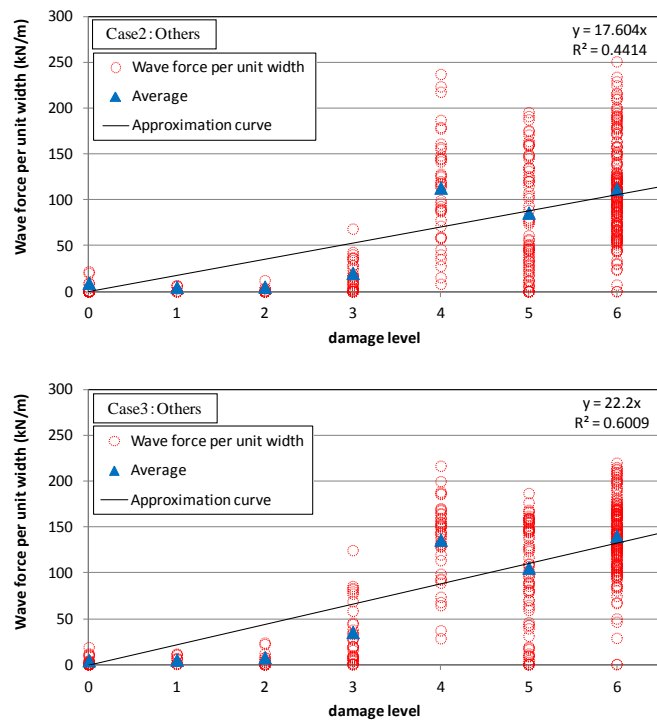 Case2:Others
y = 17.604x
R² = 0.4414
Wave force per unit width
Average
Approximation curve
Wave force per unit width (kN/m)
300
250
200
150
100
50
0
0 1 2 3 4 5 6
damage level
Case3:Others
y = 22.2x
R² = 0.6009
Wave force per unit width
Average
Approximation curve
Wave force per unit width (kN/m)
300
250
200
150
100
50
0
0 1 2 3 4 5 6
damage level